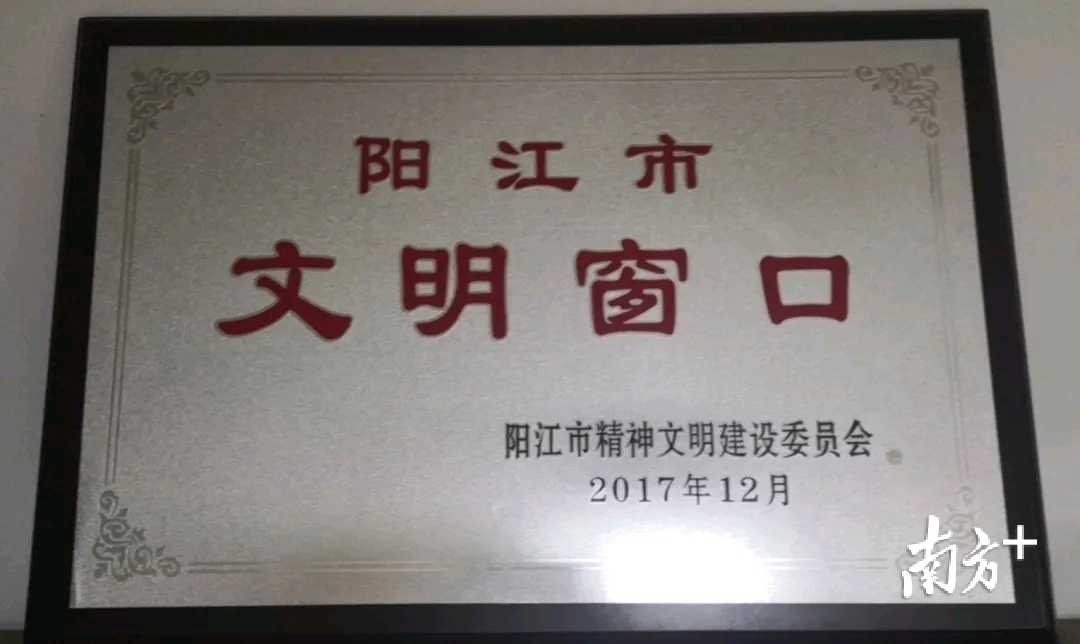 阳江市
文明窗口
阳江市精神文明建设委员会
2017年12月
南方+